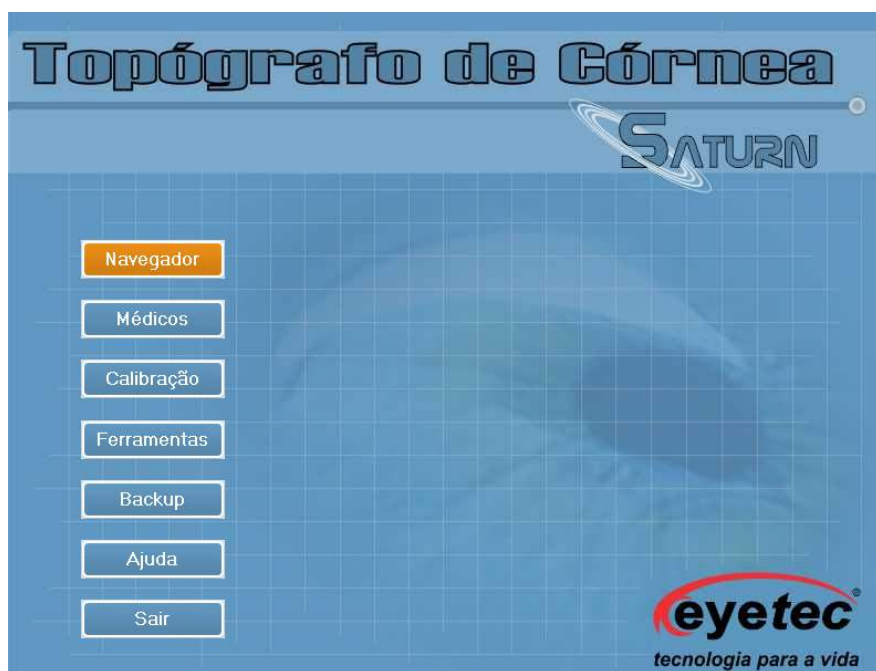 Topógrafo de Córnea
SATURN
Navegador
Médicos
Calibração
Ferramentas
Backup
Ajuda
Sair
eyetec®
tecnologia para a vida